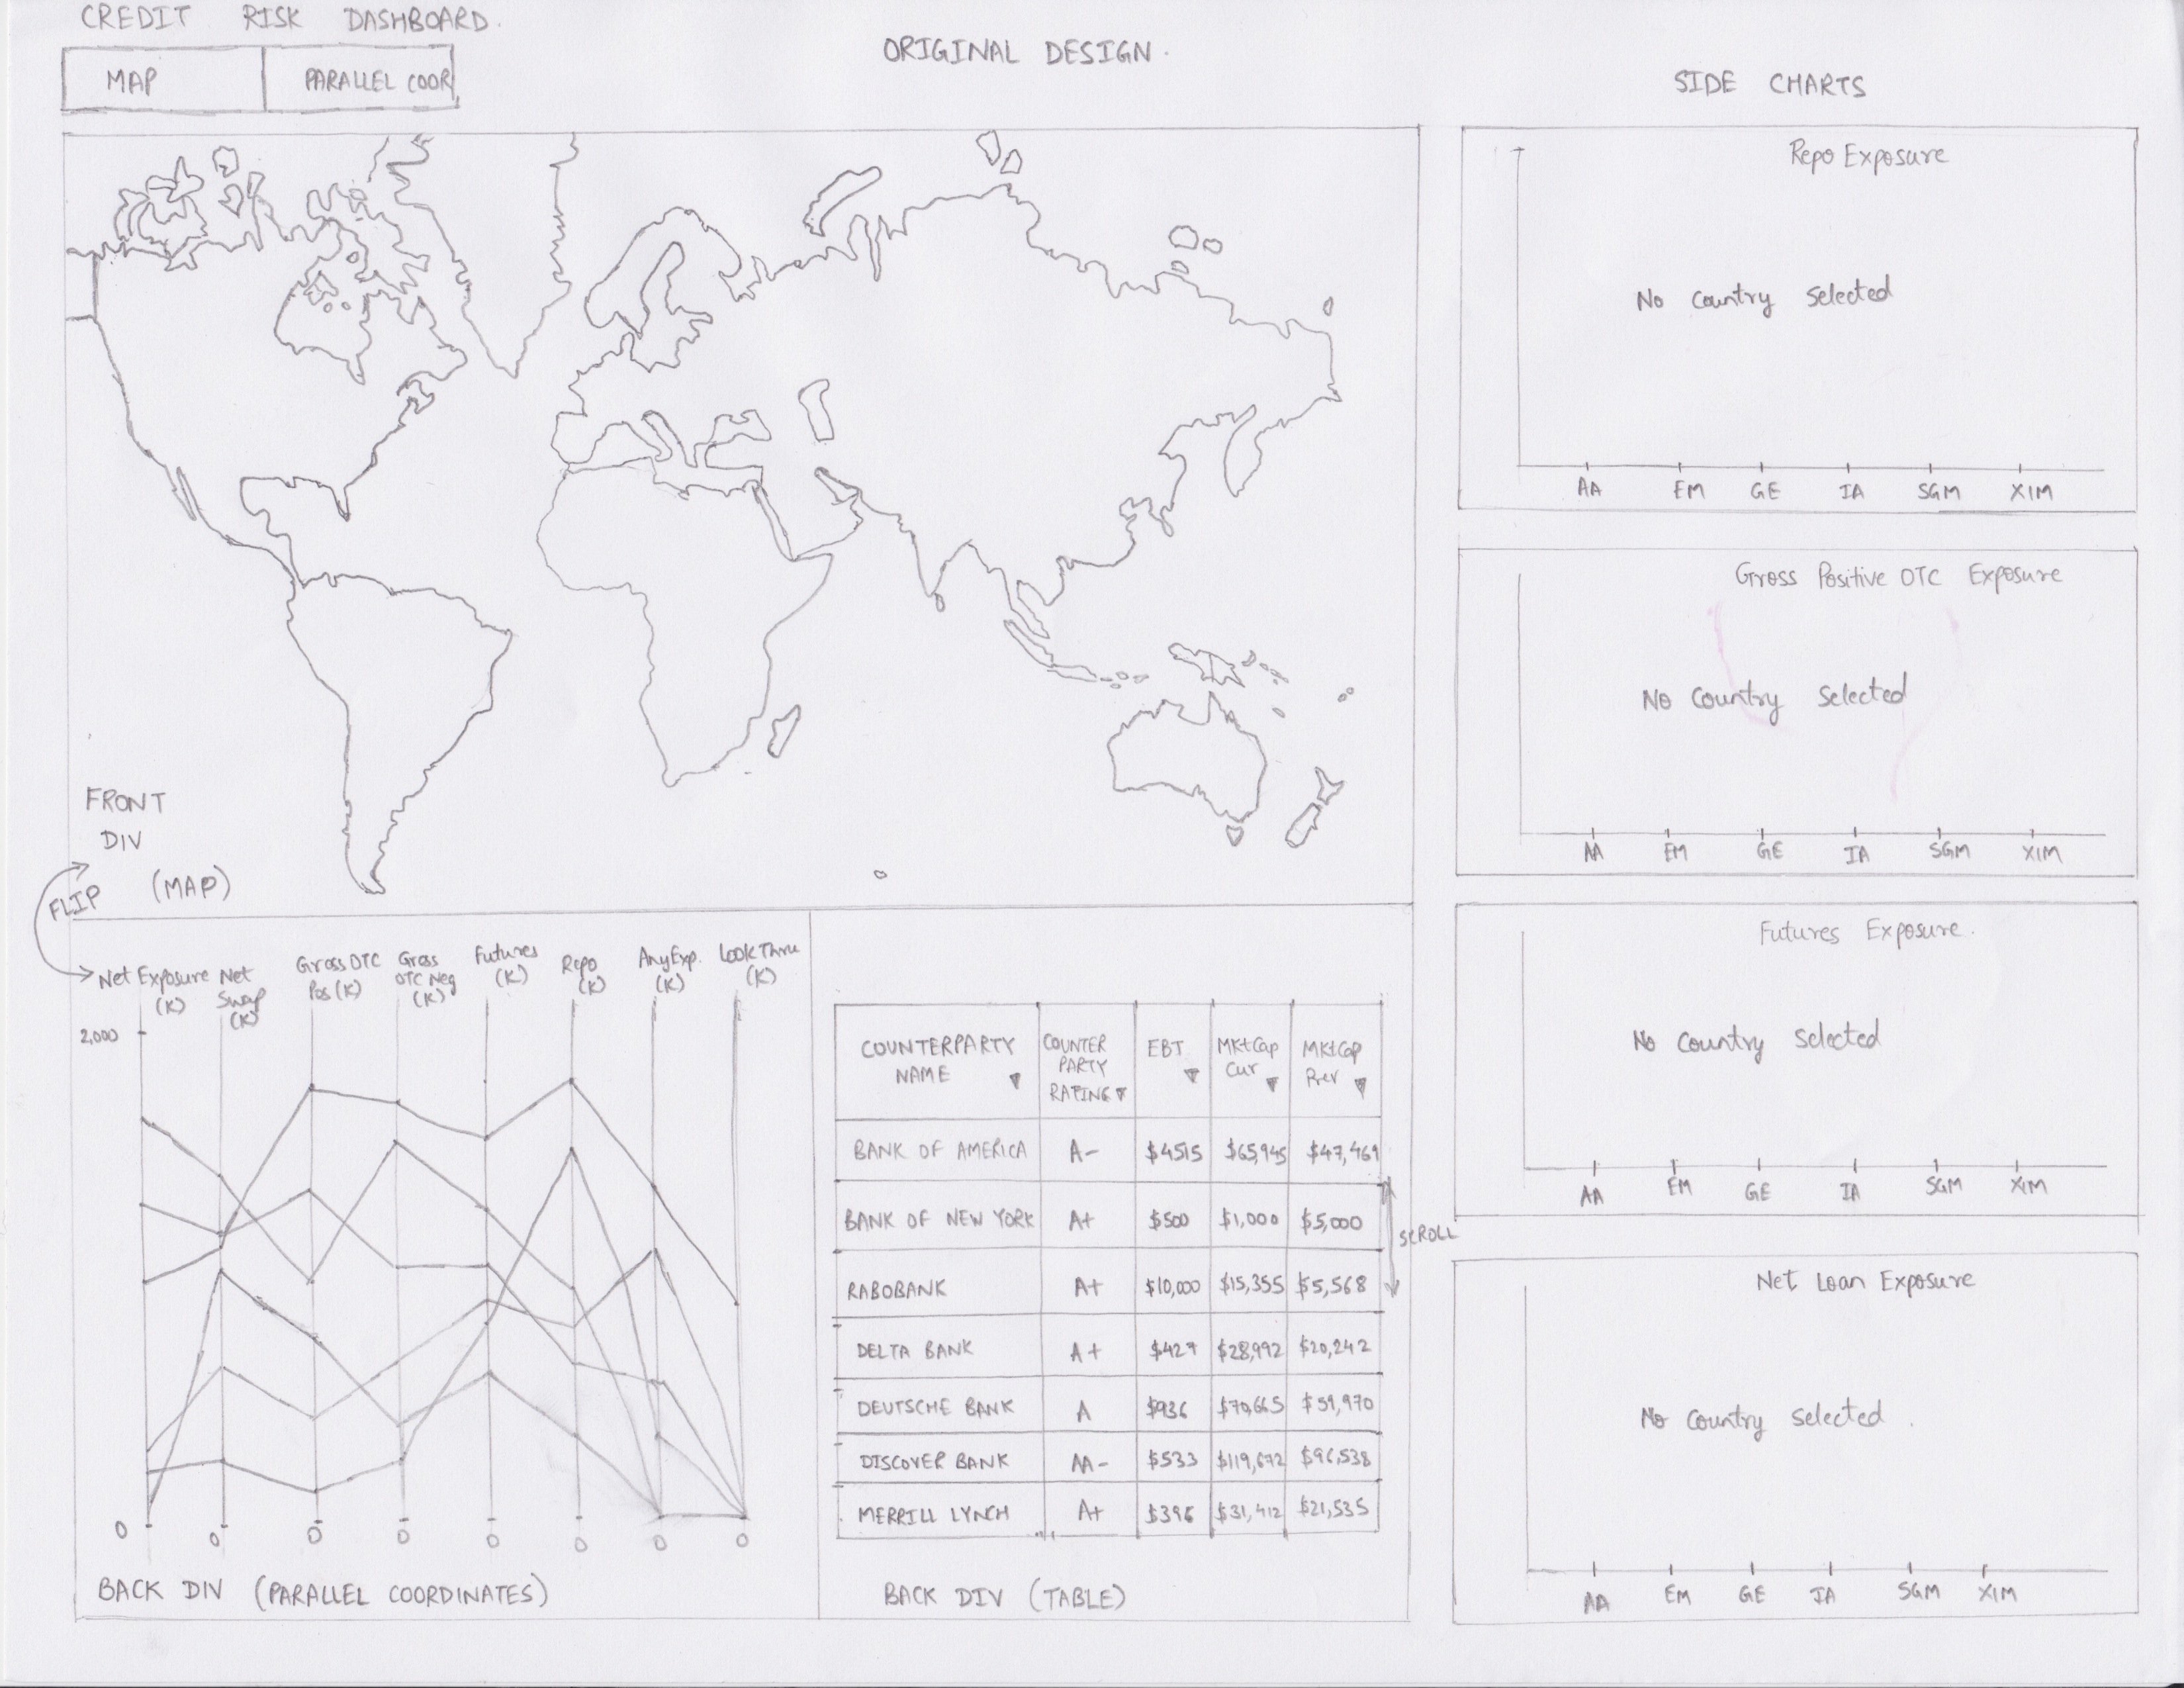 CREDIT RISK DASHBOARD.
MAP
PARALLEL COOR
ORIGINAL DESIGN.
SIDE CHARTS
FRONT
DIV
(MAP)
FLIP
Repo Exposure
No Country Selected
AA EM GE IA SGM XIM
Gross Positive OTC Exposure
No Country Selected
AA EM GE IA SGM XIM
Futures Exposure.
No Country Selected
AA EM GE IA SGM XIM
Net Loan Exposure
No Country Selected.
AA EM GE IA SGM XIM
Net Exposure
(K)
Net
Swap
(K)
Gross OTC
Pos (K)
Gross
OTC Neg
(K)
Futures
(K)
Repo
(K)
Any Exp.
(K)
Look Thru
(K)
2,000
0 0 0 0 0 0 0 0
BACK DIV (PARALLEL COORDINATES)
COUNTERPARTY
NAME
COUNTER
PARTY
RATING
EBT
MktCap
Cur
MktCap
Prev
BANK OF AMERICA A- $4515 $65,945 $47,469
BANK OF NEW YORK A+ $500 $1,000 $5,000
RABOBANK A+ $10,000 $15,355 $5,568
DELTA BANK A+ $427 $28,992 $20,242
DEUTSCHE BANK A $936 $70,665 $59,970
DISCOVER BANK AA- $533 $119,672 $96,538
MERRILL LYNCH A+ $396 $31,412 $21,535
SCROLL
BACK DIV (TABLE)